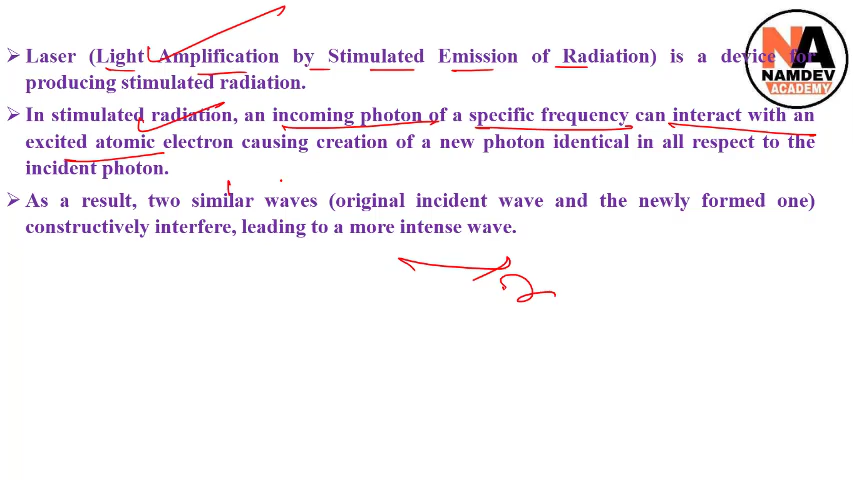 ➢ Laser (Light Amplification by Stimulated Emission of Radiation) is a device for
producing stimulated radiation.
➢ In stimulated radiation, an incoming photon of a specific frequency can interact with an
excited atomic electron causing creation of a new photon identical in all respect to the
incident photon.
➢ As a result, two similar waves (original incident wave and the newly formed one)
constructively interfere, leading to a more intense wave.
NA
NAMDEV
ACADEMY